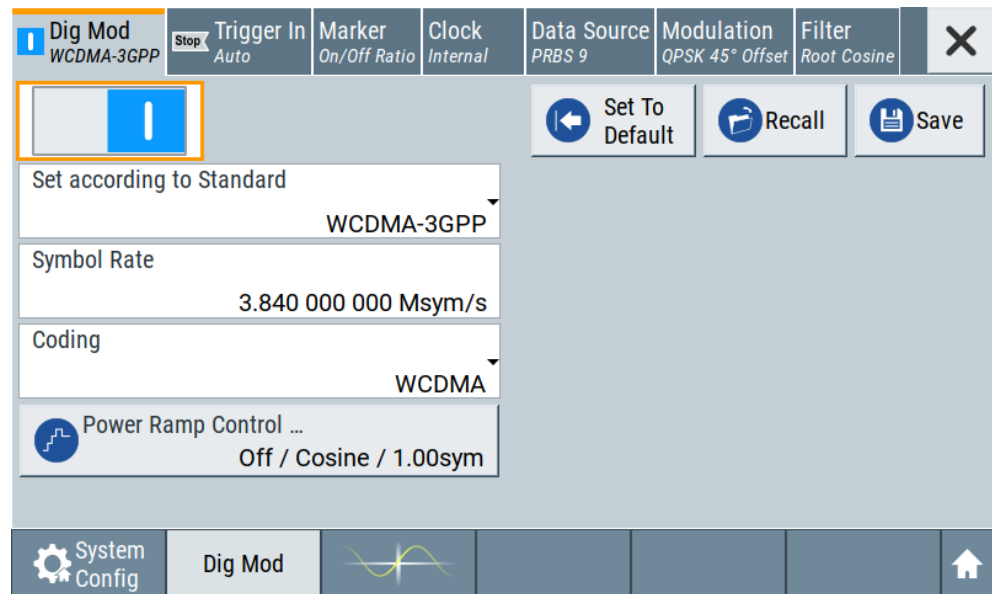 Dig Mod
WCDMA-3GPP
Stop
Trigger In
Auto
Marker
On/Off Ratio
Clock
Internal
Data Source
PRBS 9
Modulation
QPSK 45° Offset
Filter
Root Cosine
Set To
Default
Recall
Save
Set according to Standard
WCDMA-3GPP
Symbol Rate
3.840 000 000 Msym/s
Coding
WCDMA
Power Ramp Control ...
Off / Cosine / 1.00sym
System
Config
Dig Mod